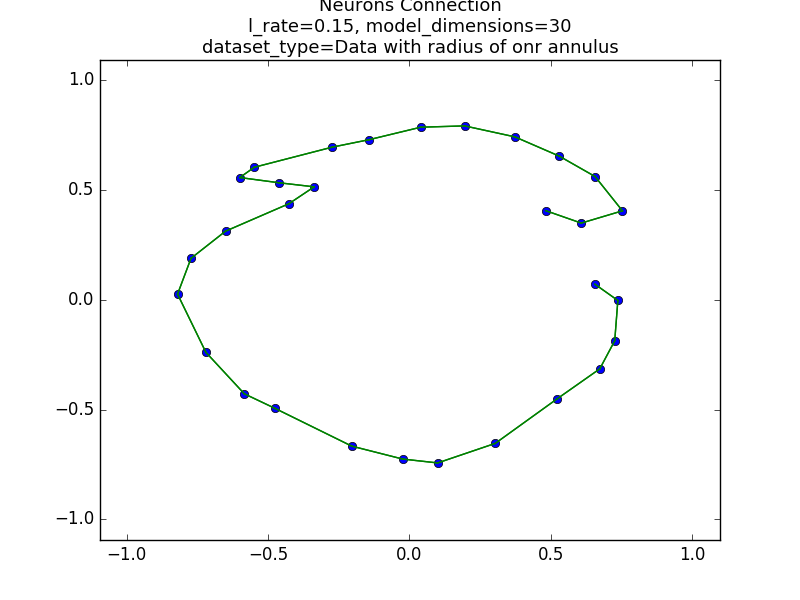 Neurons Connection
l_rate=0.15, model_dimensions=30
dataset_type=Data with radius of onr annulus
1.0
0.5
0.0
−0.5
−1.0
−1.0 −0.5 0.0 0.5 1.0